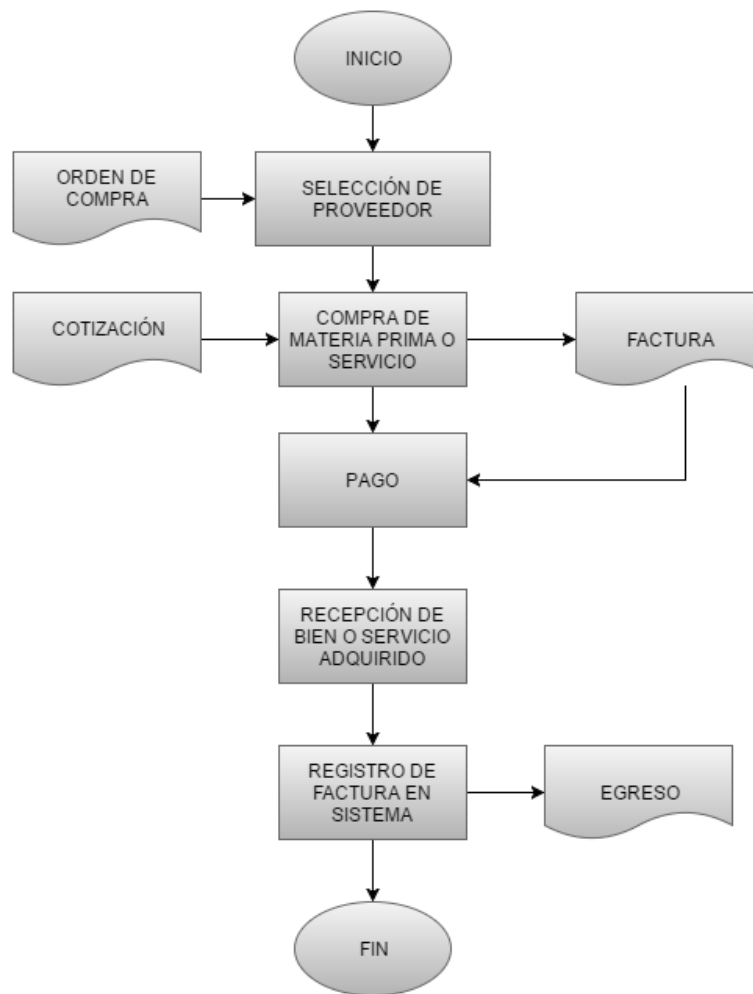 INICIO
ORDEN DE
COMPRA
SELECCIÓN DE
PROVEEDOR
COTIZACIÓN
COMPRA DE
MATERIA PRIMA O
SERVICIO
FACTURA
PAGO
RECEPCIÓN DE
BIEN O SERVICIO
ADQUIRIDO
REGISTRO DE
FACTURA EN
SISTEMA
EGRESO
FIN